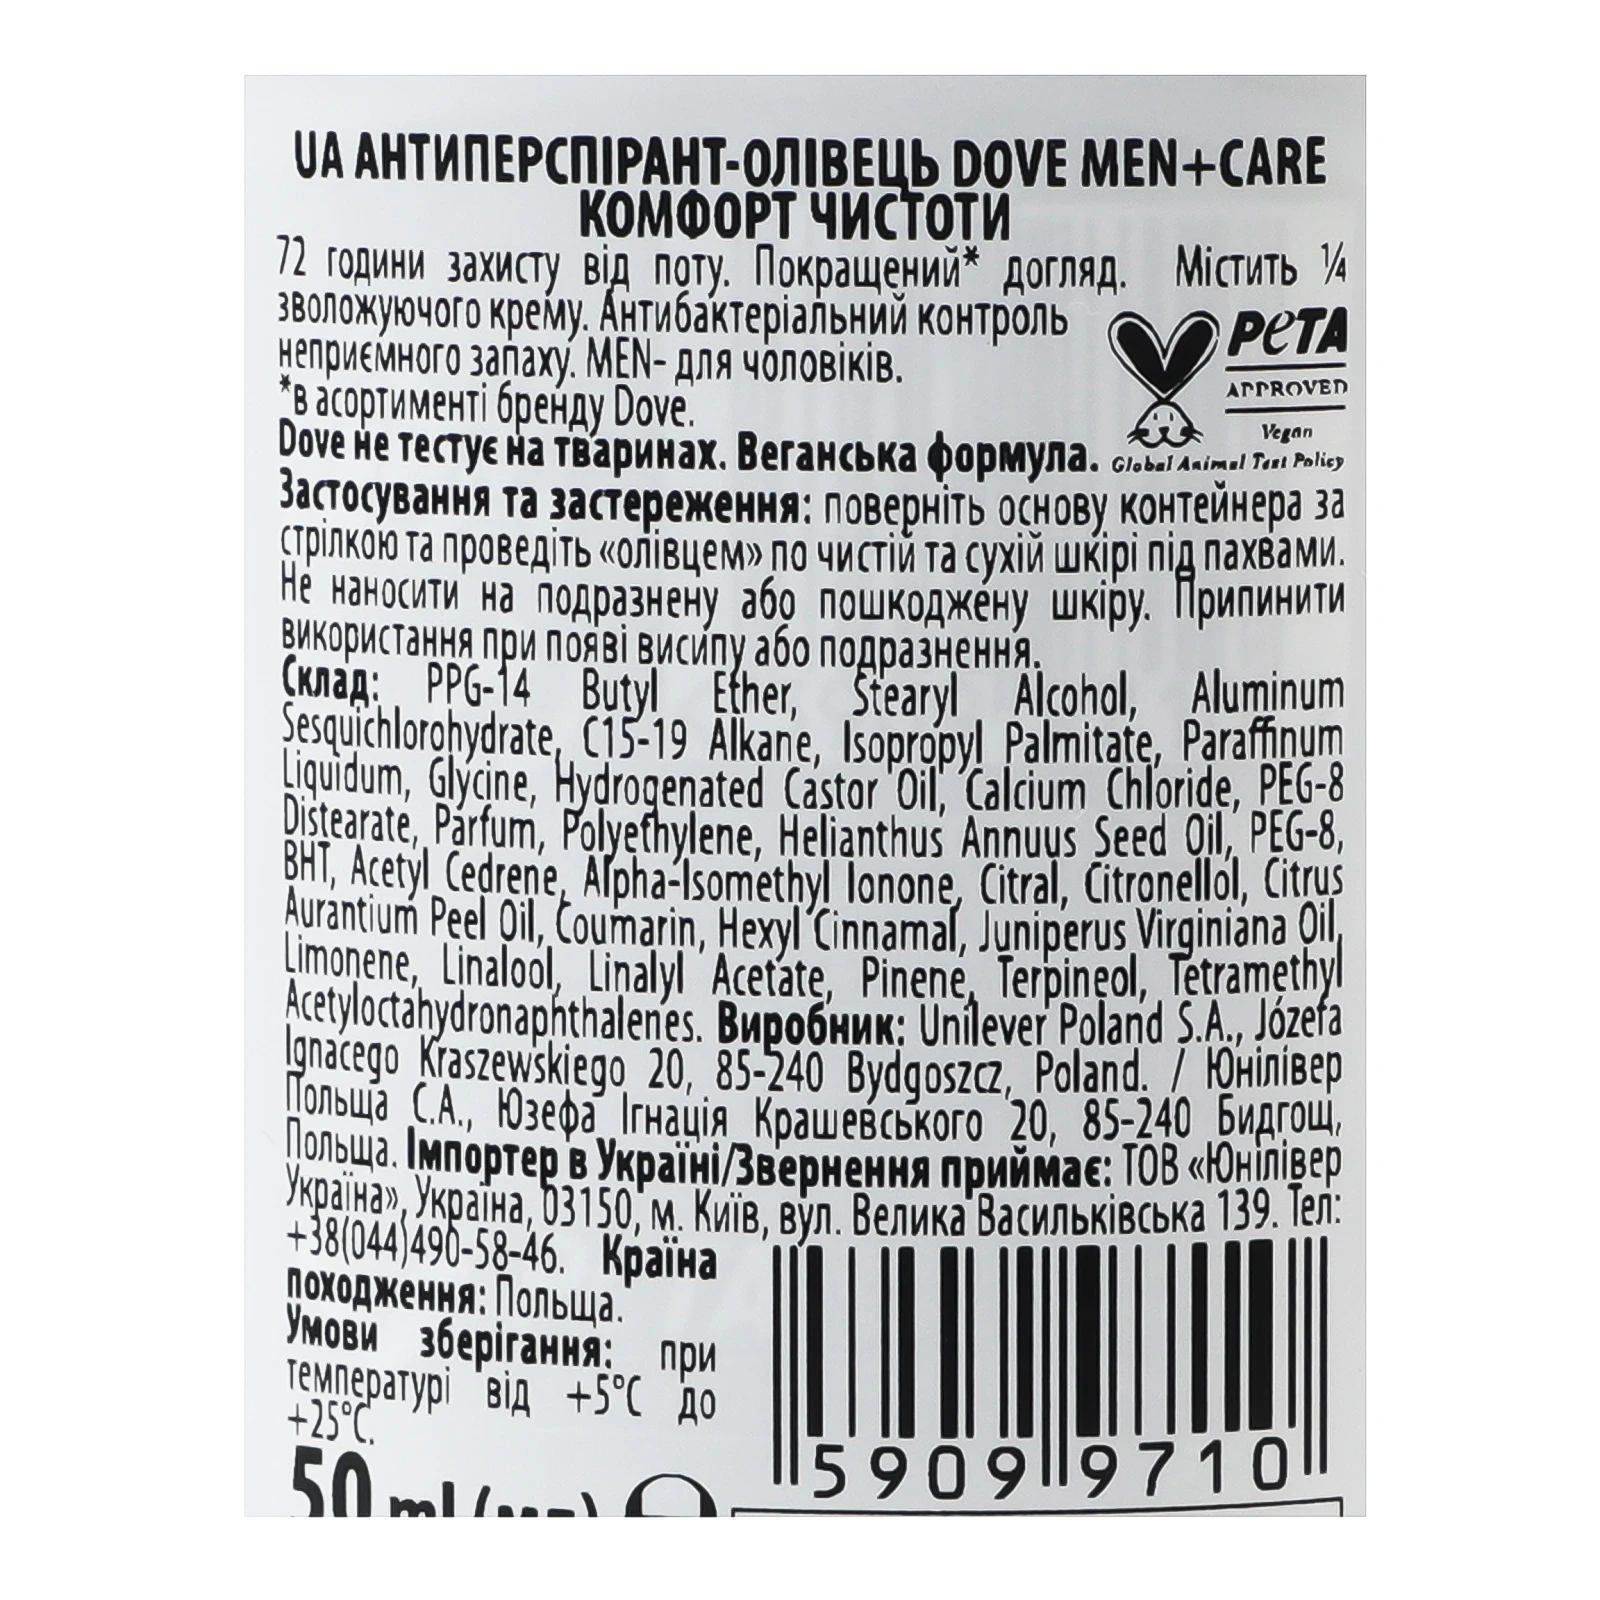 UA АНТИПЕРСПІРАНТ-ОЛІВЕЦЬ DOVE MEN+CARE
КОМФОРТ ЧИСТОТИ
72 години захисту від поту. Покращений* догляд. Містить ¼
зволожуючого крему. Антибактеріальний контроль
неприємного запаху. MEN- для чоловіків.
*в асортименті бренду Dove.
Dove не тестує на тваринах. Веганська формула.
PETA
APPROVED
Vegan
Global Animal Test Policy
Застосування та застереження: поверніть основу контейнера за
стрілкою та проведіть «олівцем» по чистій та сухій шкірі під пахвами.
Не наносити на подразнену або пошкоджену шкіру. Припинити
використання при появі висипу або подразнення.
Склад: PPG-14 Butyl Ether, Stearyl Alcohol, Aluminum
Sesquichlorohydrate, C15-19 Alkane, Isopropyl Palmitate, Paraffinum
Liquidum, Glycine, Hydrogenated Castor Oil, Calcium Chloride, PEG-8
Distearate, Parfum, Polyethylene, Helianthus Annuus Seed Oil, PEG-8,
BHT, Acetyl Cedrene, Alpha-Isomethyl Ionone, Citral, Citronellol, Citrus
Aurantium Peel Oil, Coumarin, Hexyl Cinnamal, Juniperus Virginiana Oil,
Limonene, Linalool, Linalyl Acetate, Pinene, Terpineol, Tetramethyl
Acetyloctahydronaphthalenes. Виробник: Unilever Poland S.A., Józefa
Ignacego Kraszewskiego 20, 85-240 Bydgoszcz, Poland. / Юнілівер
Польща С.А., Юзефа Ігнація Крашевського 20, 85-240 Бидгощ,
Польща. Імпортер в Україні/Звернення приймає: ТОВ «Юнілівер
Україна», Україна, 03150, м. Київ, вул. Велика Васильківська 139. Тел:
+38(044)490-58-46. Країна
походження: Польща.
Умови зберігання: при
температурі від +5°C до
+25°C.
5909 9710
50 ml (мл)